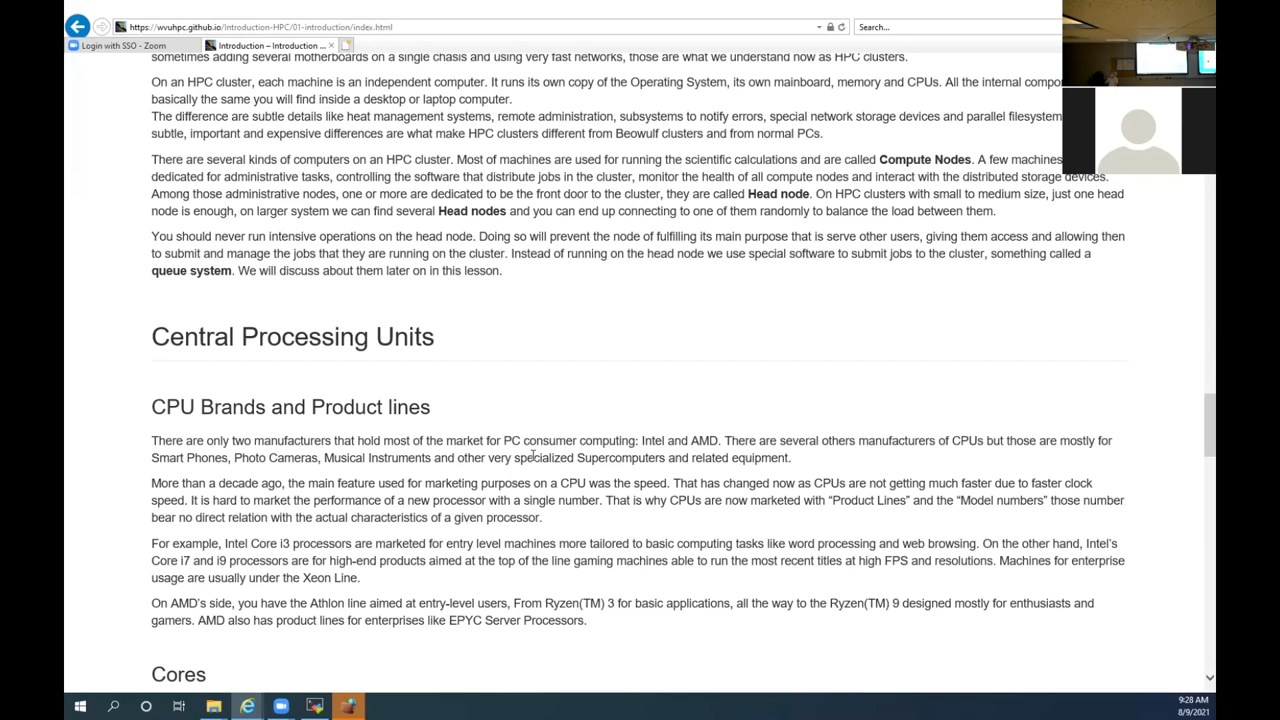 https://wvuhpc.github.io/Introduction-HPC/01-introduction/index.html
Search...
Login with SSO - Zoom
Introduction – Introduction ...
sometimes adding several motherboards on a single chasis and using very fast networks, those are what we understand now as HPC clusters.
On an HPC cluster, each machine is an independent computer. It runs its own copy of the Operating System, its own mainboard, memory and CPUs. All the internal compo
basically the same you will find inside a desktop or laptop computer.
The difference are subtle details like heat management systems, remote administration, subsystems to notify errors, special network storage devices and parallel filesystem
subtle, important and expensive differences are what make HPC clusters different from Beowulf clusters and from normal PCs.
There are several kinds of computers on an HPC cluster. Most of machines are used for running the scientific calculations and are called Compute Nodes. A few machines
dedicated for administrative tasks, controlling the software that distribute jobs in the cluster, monitor the health of all compute nodes and interact with the distributed storage devices.
Among those administrative nodes, one or more are dedicated to be the front door to the cluster, they are called Head node. On HPC clusters with small to medium size, just one head
node is enough, on larger system we can find several Head nodes and you can end up connecting to one of them randomly to balance the load between them.
You should never run intensive operations on the head node. Doing so will prevent the node of fulfilling its main purpose that is serve other users, giving them access and allowing then
to submit and manage the jobs that they are running on the cluster. Instead of running on the head node we use special software to submit jobs to the cluster, something called a
queue system. We will discuss about them later on in this lesson.
Central Processing Units
CPU Brands and Product lines
There are only two manufacturers that hold most of the market for PC consumer computing: Intel and AMD. There are several others manufacturers of CPUs but those are mostly for
Smart Phones, Photo Cameras, Musical Instruments and other very specialized Supercomputers and related equipment.
More than a decade ago, the main feature used for marketing purposes on a CPU was the speed. That has changed now as CPUs are not getting much faster due to faster clock
speed. It is hard to market the performance of a new processor with a single number. That is why CPUs are now marketed with “Product Lines” and the “Model numbers” those number
bear no direct relation with the actual characteristics of a given processor.
For example, Intel Core i3 processors are marketed for entry level machines more tailored to basic computing tasks like word processing and web browsing. On the other hand, Intel’s
Core i7 and i9 processors are for high-end products aimed at the top of the line gaming machines able to run the most recent titles at high FPS and resolutions. Machines for enterprise
usage are usually under the Xeon Line.
On AMD’s side, you have the Athlon line aimed at entry-level users, From Ryzen(TM) 3 for basic applications, all the way to the Ryzen(TM) 9 designed mostly for enthusiasts and
gamers. AMD also has product lines for enterprises like EPYC Server Processors.
Cores
9:28 AM
8/9/2021